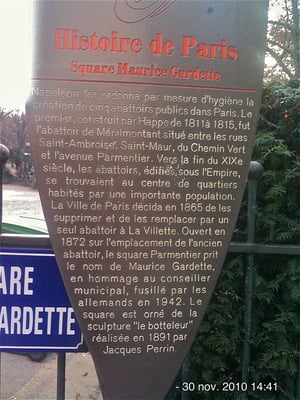 Histoire de Paris
Square Maurice Gardette
Napoléon Ier ordonna par mesure d'hygiène la
création de cinq abattoirs publics dans Paris. Le
premier, construit par Happe de 1811 à 1815, fut
l'abattoir de Ménilmontant situé entre les rues
Saint-Ambroise, Saint-Maur, du Chemin Vert
et l'avenue Parmentier. Vers la fin du XIXe
siècle, les abattoirs, édifiés sous l'Empire,
se trouvaient au centre de quartiers
habités par une importante population.
La Ville de Paris décida en 1865 de les
supprimer et de les remplacer par un
seul abattoir à La Villette. Ouvert en
1872 sur l'emplacement de l'ancien
abattoir, le square Parmentier prit
le nom de Maurice Gardette,
en hommage au conseiller
municipal, fusillé par les
allemands en 1942. Le
square est orné de la
sculpture "le botteleur"
réalisée en 1891 par
Jacques Perrin.
ARE
ARDETTE
- 30 nov. 2010 14:41